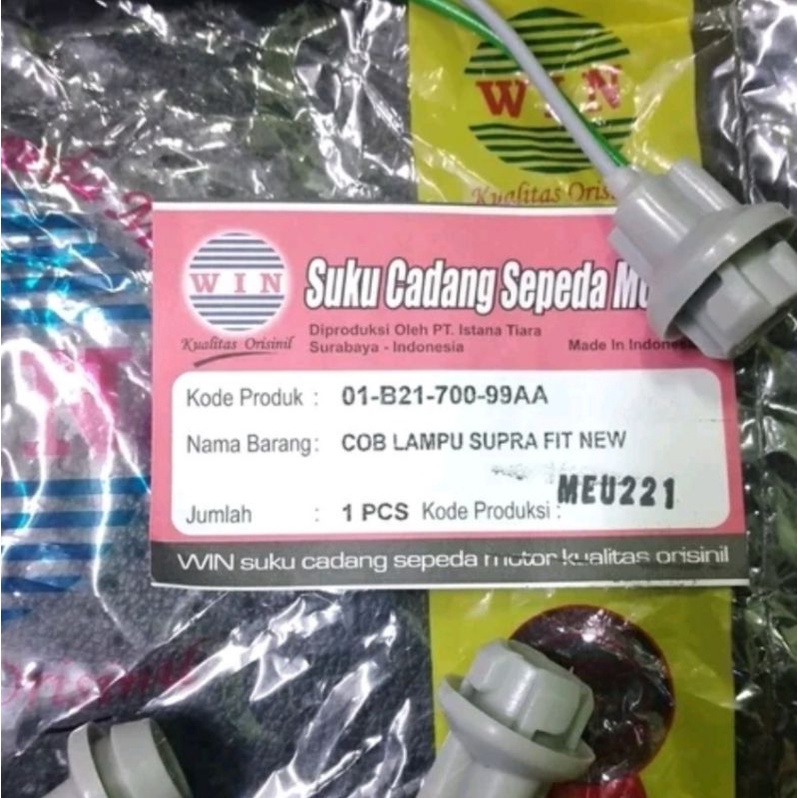 WIN
Kualitas Orisi
WIN
Kualitas Orisinil
Suku Cadang Sepeda Mo
Diproduksi Oleh PT. Istana Tiara
Surabaya - Indonesia
Made In Indones
Kode Produk : 01-B21-700-99AA
Nama Barang: COB LAMPU SUPRA FIT NEW
Jumlah : 1 PCS Kode Produksi : MEU221
WIN suku cadang sepeda motor kualitas orisinil
Orisinil